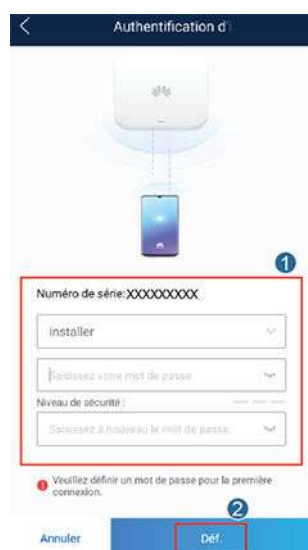 Authentification d'
1
Numéro de série:XXXXXXXXX
installer
Saisissez votre mot de passe
Niveau de sécurité :
Saisissez à nouveau le mot de passe.
Veuillez définir un mot de passe pour la première
connexion.
2
Annuler Déf.